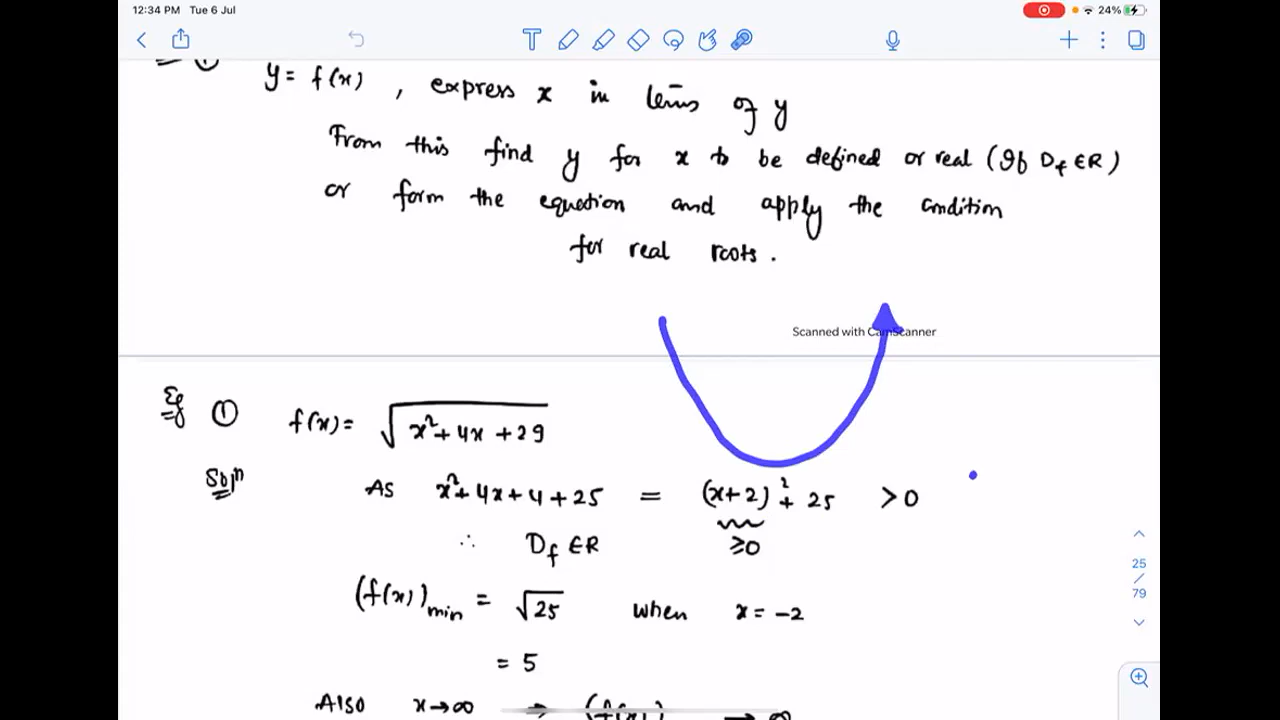 12:34 PM Tue 6 Jul
24%
y = f(x) , express x in terms of y
From this find y for x to be defined or real (If D_f ∈ R)
or form the equation and apply the condition
for real roots .
Scanned with CamScanner
Eg ① f(x) = √(x²+4x+29)
Solⁿ As x²+4x+4+25 = (x+2)² + 25 > 0
∴ D_f ∈ R ≥0
(f(x))_min = √25 when x = -2
= 5
Also x→∞ ⇒ (f(x)) → ∞
25
/
79